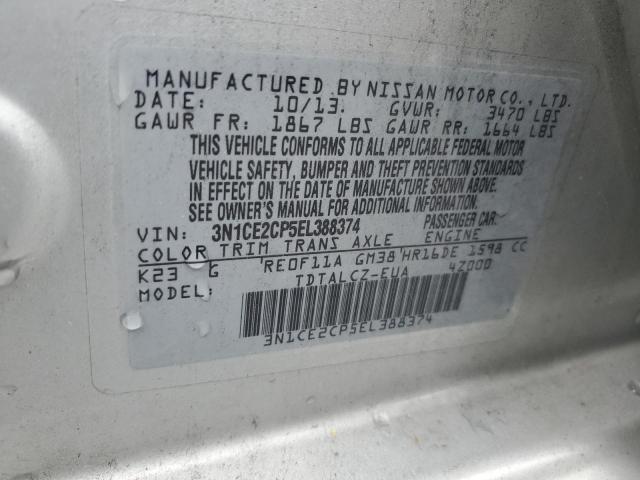 MANUFACTURED BY NISSAN MOTOR CO., LTD.
DATE: 10/13. GVWR: 3470 LBS
GAWR FR: 1867 LBS GAWR RR: 1664 LBS
THIS VEHICLE CONFORMS TO ALL APPLICABLE FEDERAL MOTOR
VEHICLE SAFETY, BUMPER AND THEFT PREVENTION STANDARDS
IN EFFECT ON THE DATE OF MANUFACTURE SHOWN ABOVE.
SEE OWNER'S MANUAL FOR ADDITIONAL INFORMATION.
VIN: 3N1CE2CP5EL388374 PASSENGER CAR
COLOR TRIM TRANS AXLE ENGINE
K23 G RE0F11A GM38 HR16DE 1598 CC
MODEL: TDTALCZ-EUA 4Z000
3N1CE2CP5EL388374